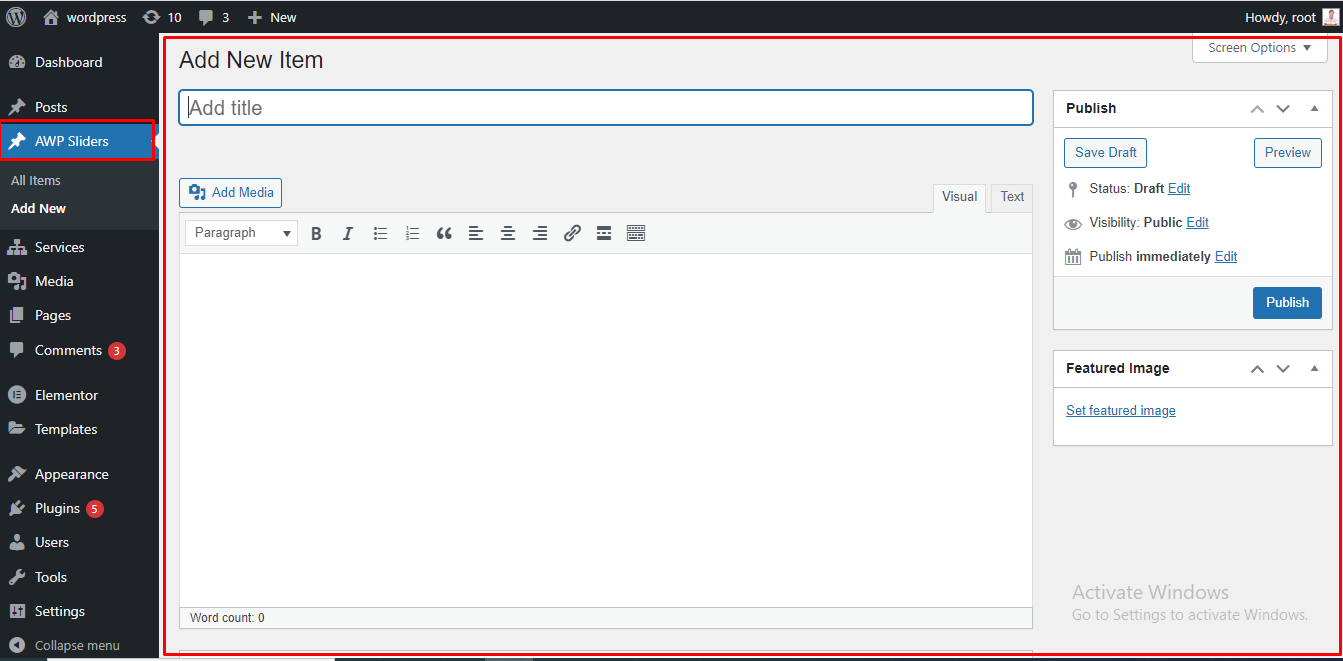 wordpress 10 3 New Howdy, root
Dashboard
Posts
AWP Sliders
All Items
Add New
Services
Media
Pages
Comments 3
Elementor
Templates
Appearance
Plugins 5
Users
Tools
Settings
Collapse menu
Screen Options
Add New Item
Add title
Add Media
Visual Text
Paragraph
Word count: 0
Publish
Save Draft Preview
Status: Draft Edit
Visibility: Public Edit
Publish immediately Edit
Publish
Featured Image
Set featured image
Activate Windows
Go to Settings to activate Windows.